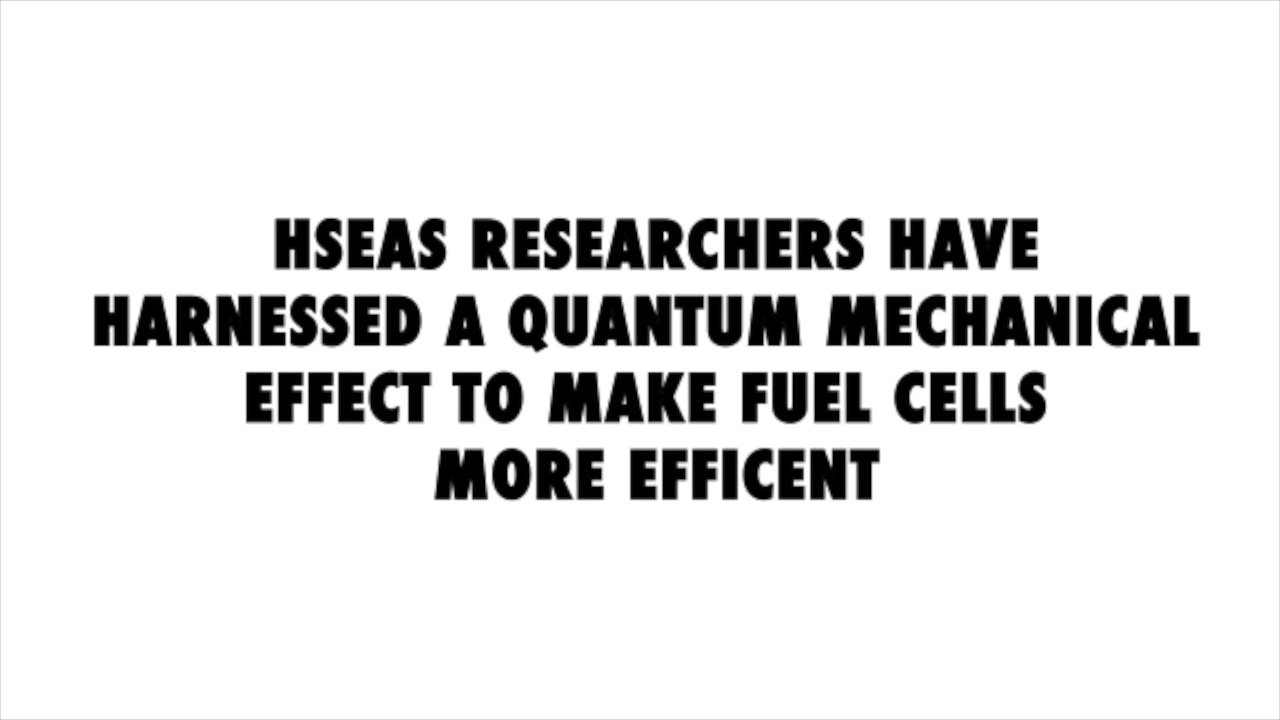 HSEAS RESEARCHERS HAVE
HARNESSED A QUANTUM MECHANICAL
EFFECT TO MAKE FUEL CELLS
MORE EFFICENT